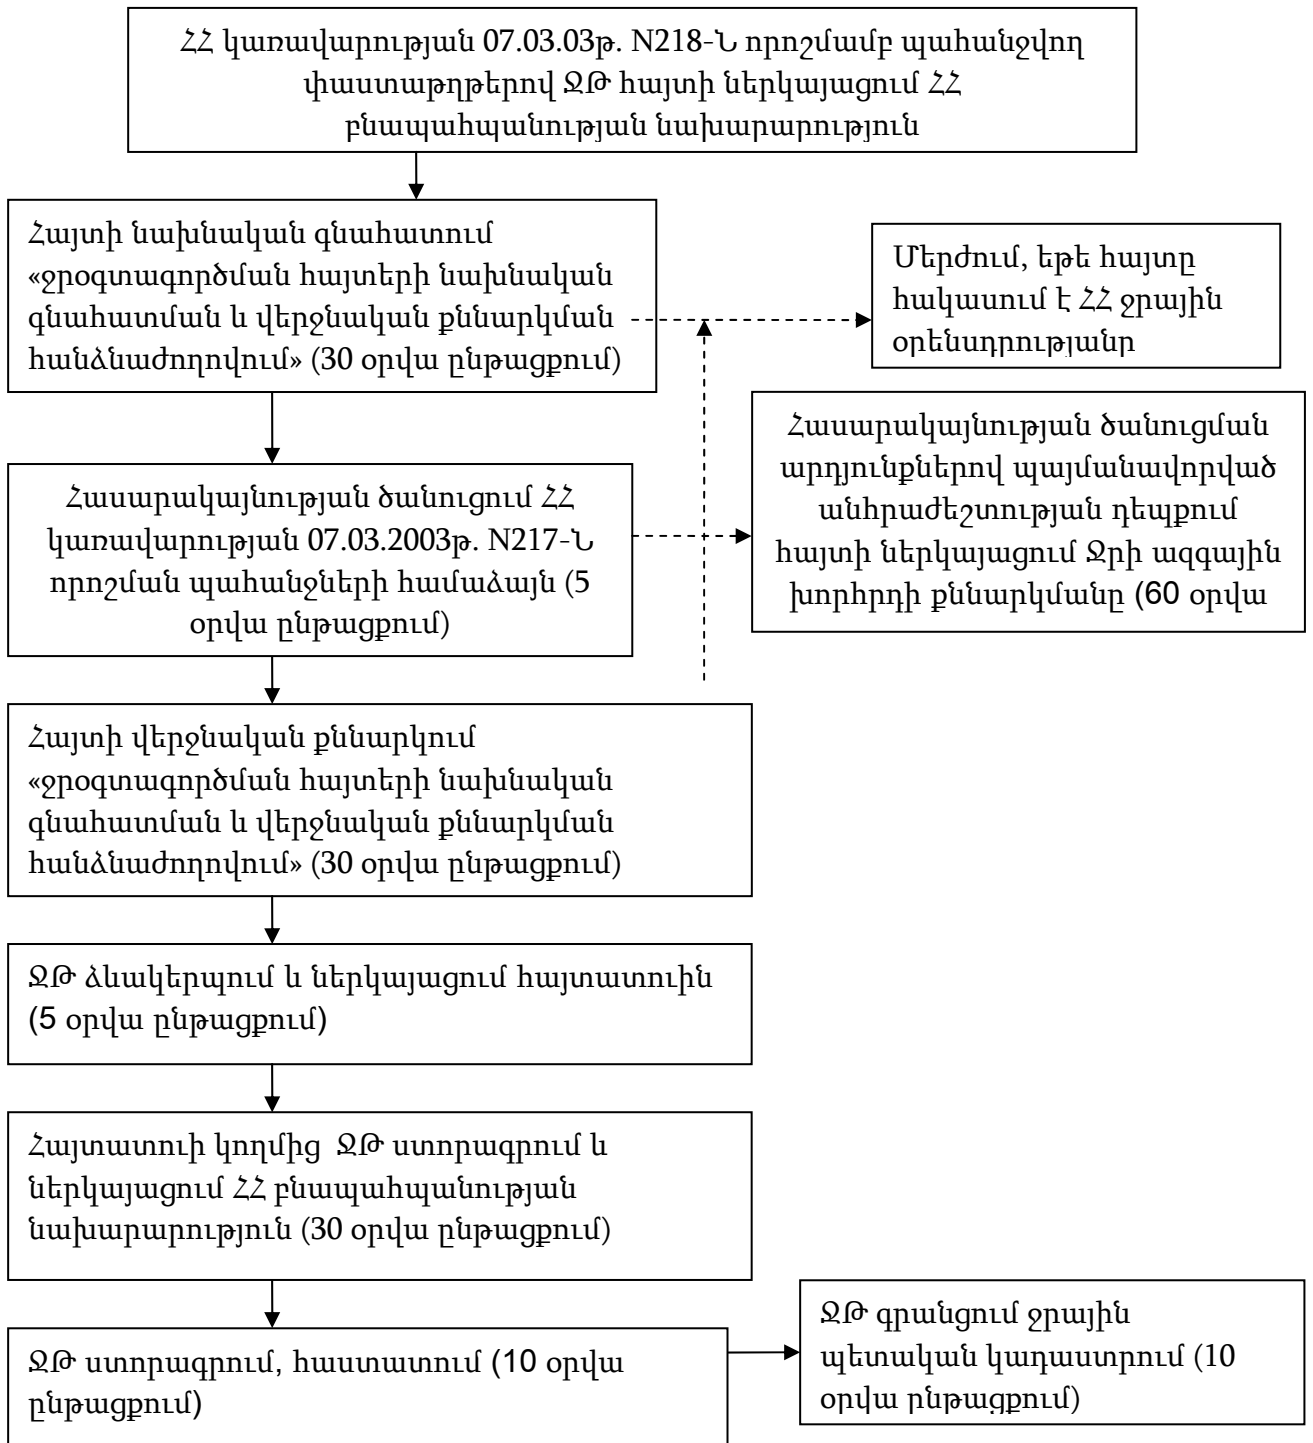 ՀՀ կառավարության 07.03.03թ. N218-Ն որոշմամբ պահանջվող
փաստաթղթերով ՋԹ հայտի ներկայացում ՀՀ
բնապահպանության նախարարություն
Հայտի նախնական գնահատում
«ջրօգտագործման հայտերի նախնական
գնահատման և վերջնական քննարկման
հանձնաժողովում» (30 օրվա ընթացքում)
Մերժում, եթե հայտը
հակասում է ՀՀ ջրային
օրենսդրությանը
Հասարակայնության ծանուցման
արդյունքներով պայմանավորված
անհրաժեշտության դեպքում
հայտի ներկայացում Ջրի ազգային
խորհրդի քննարկմանը (60 օրվա
Հասարակայնության ծանուցում ՀՀ
կառավարության 07.03.2003թ. N217-Ն
որոշման պահանջների համաձայն (5
օրվա ընթացքում)
Հայտի վերջնական քննարկում
«ջրօգտագործման հայտերի նախնական
գնահատման և վերջնական քննարկման
հանձնաժողովում» (30 օրվա ընթացքում)
ՋԹ ձևակերպում և ներկայացում հայտատուին
(5 օրվա ընթացքում)
Հայտատուի կողմից ՋԹ ստորագրում և
ներկայացում ՀՀ բնապահպանության
նախարարություն (30 օրվա ընթացքում)
ՋԹ ստորագրում, հաստատում (10 օրվա
ընթացքում)
ՋԹ գրանցում ջրային
պետական կադաստրում (10
օրվա ընթացքում)